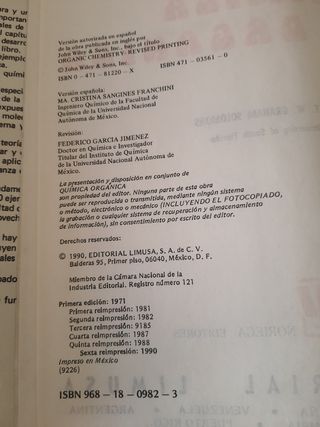 Versión autorizada en español
de la obra publicada en inglés por
John Wiley & Sons, Inc., bajo el título
ORGANIC CHEMISTRY-REVISED PRINTING
© John Wiley & Sons, Inc.
ISBN 0 - 471 - 81220 - X ISBN 471 - 03561 - 0
Versión española:
MA. CRISTINA SANGINES FRANCHINI
Ingeniero Químico de la Facultad de
Química de la Universidad Nacional
Autónoma de México.
Revisión:
FEDERICO GARCIA JIMENEZ
Doctor en Química e Investigador
Titular del Instituto de Química
de la Universidad Nacional Autónoma de
México.
La presentación y disposición en conjunto de
QUIMICA ORGANICA
son propiedad del editor. Ninguna parte de esta obra
puede ser reproducida o transmitida, mediante ningún sistema
o método, electrónico o mecánico (INCLUYENDO EL FOTOCOPIADO,
la grabación o cualquier sistema de recuperación y almacenamiento
de información), sin consentimiento por escrito del editor.
Derechos reservados:
© 1990, EDITORIAL LIMUSA, S. A. de C. V.
Balderas 95, Primer piso, 06040, México, D. F.
Miembro de la Cámara Nacional de la
Industria Editorial. Registro número 121
Primera edición: 1971
Primera reimpresión: 1981
Segunda reimpresión: 1982
Tercera reimpresión: 9185
Cuarta reimpresión: 1987
Quinta reimpresión: 1988
Sexta reimpresión: 1990
Impreso en México
(9226)
ISBN 968 - 18 - 0982 - 3